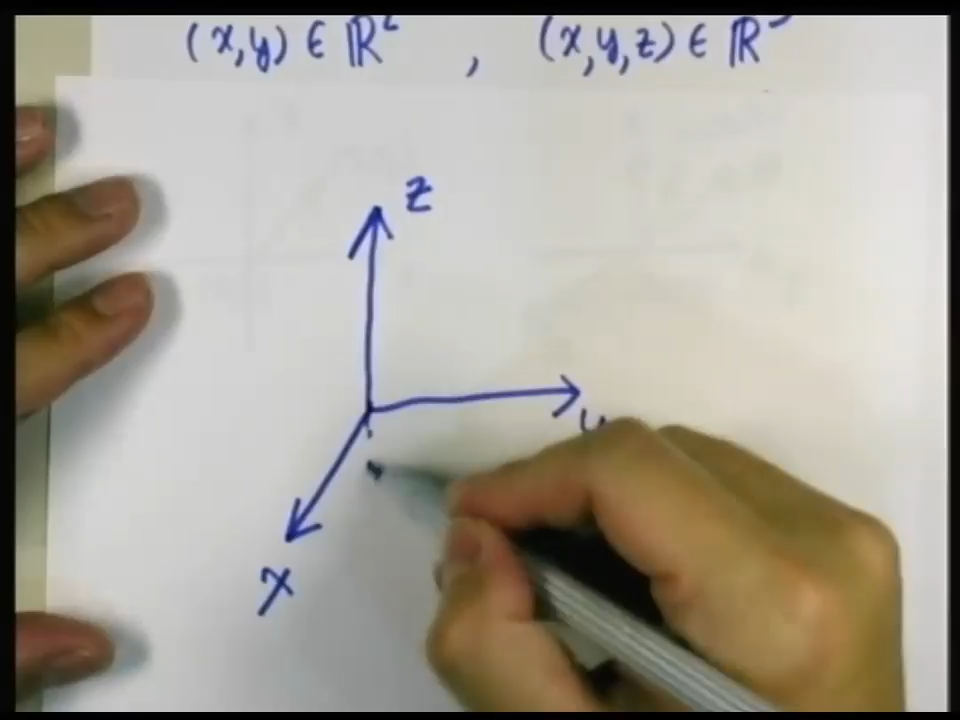 (x,y) ∈ ℝ² , (x,y,z) ∈ ℝ³
z
y
x